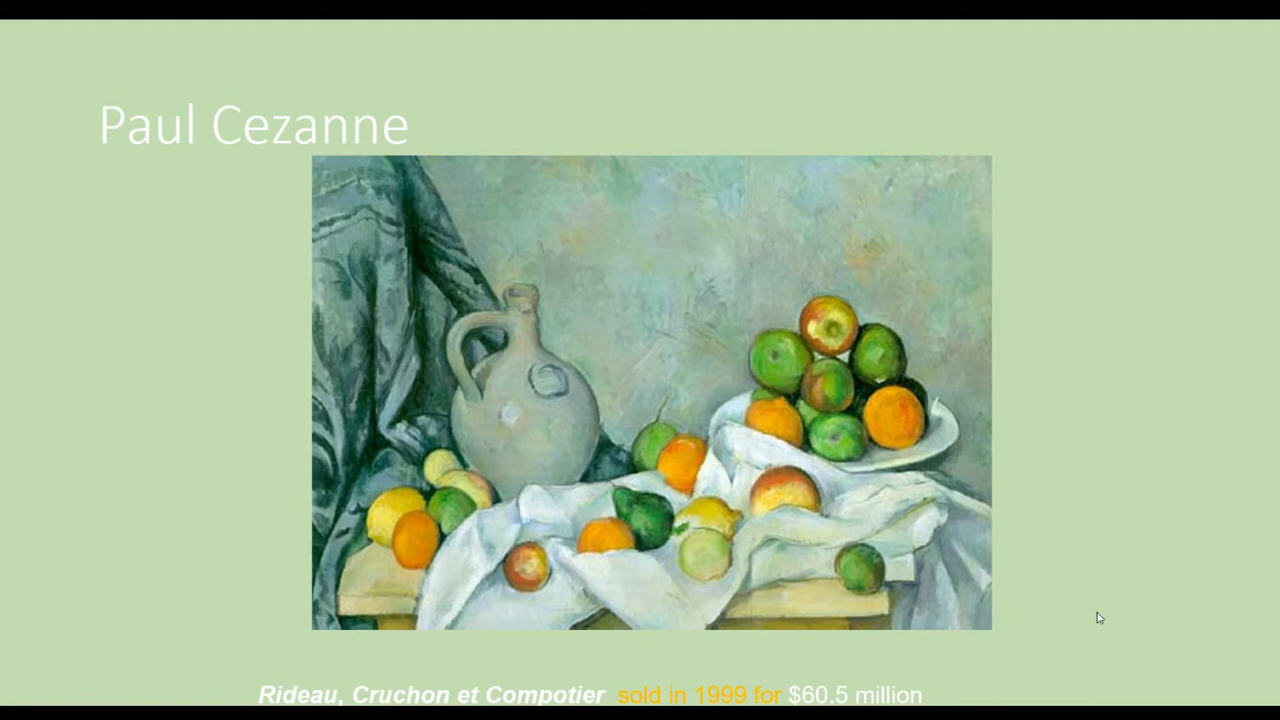 Paul Cezanne
Rideau, Cruchon et Compotier sold in 1999 for $60.5 million